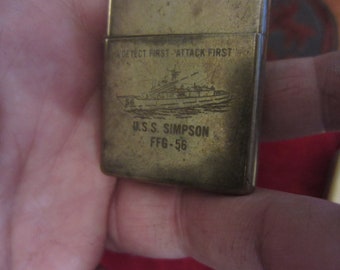 DETECT FIRST - ATTACK FIRST
U.S.S. SIMPSON
FFG-56